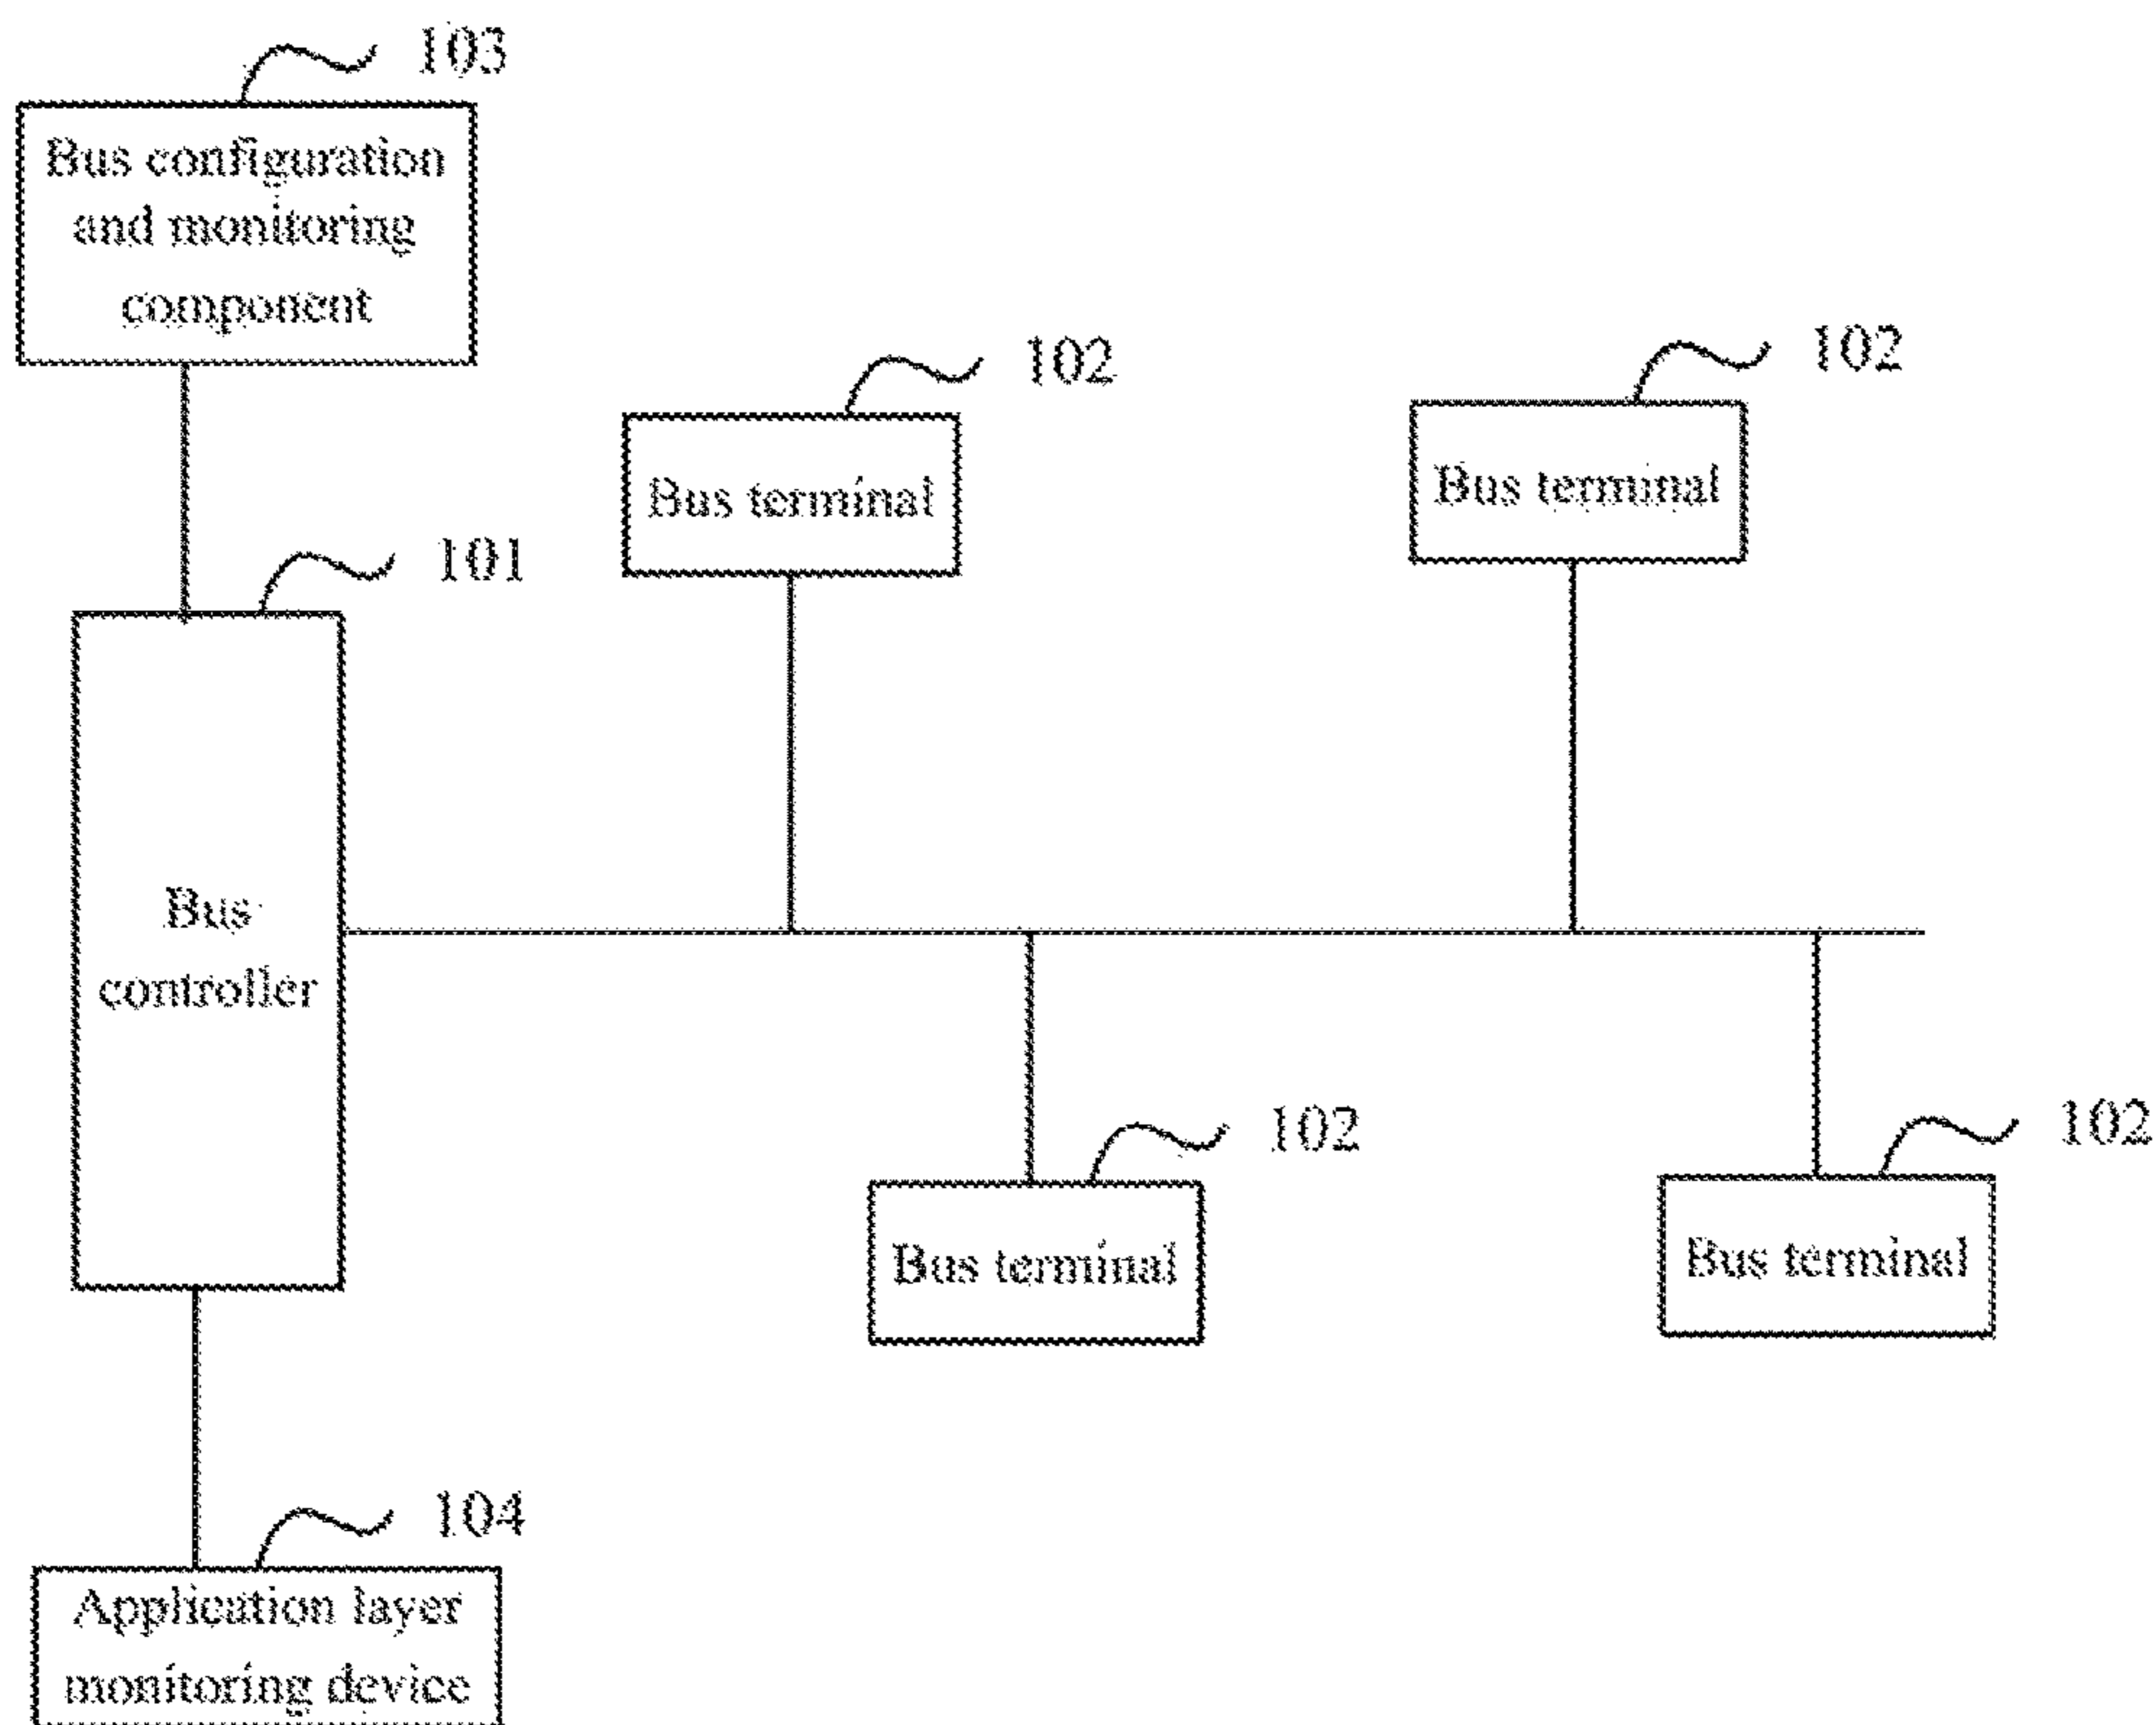 103
Bus configuration
and monitoring
component
102
Bus terminal
102
Bus terminal
101
Bus
controller
102
Bus terminal
102
Bus terminal
104
Application layer
monitoring device